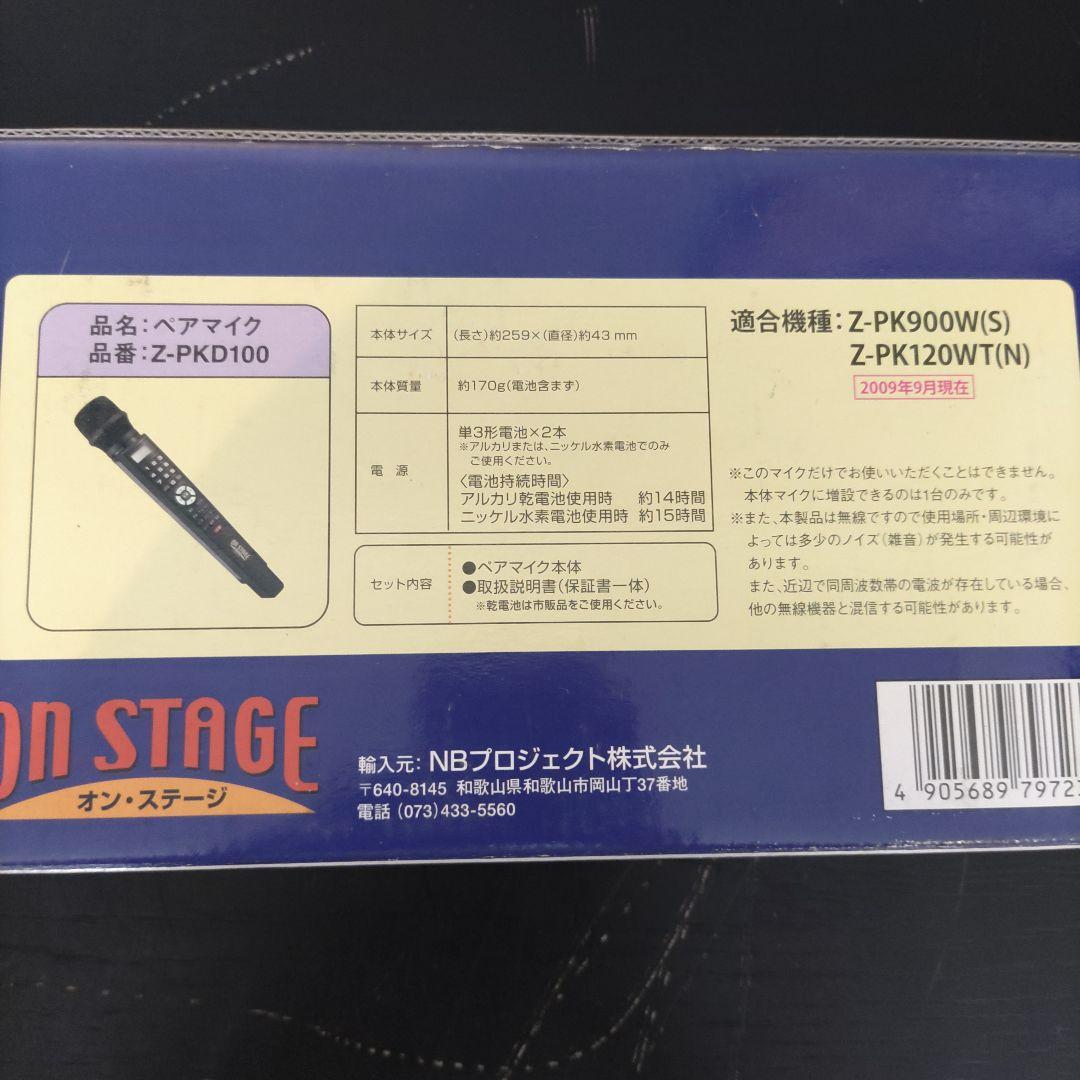 品名:ペアマイク
品番:Z-PKD100
ON STAGE
本体サイズ (長さ)約259×(直径)約43 mm
本体質量 約170g(電池含まず)
電源
単3形電池×2本
※アルカリまたは、ニッケル水素電池でのみ
ご使用ください。
〈電池持続時間〉
アルカリ乾電池使用時 約14時間
ニッケル水素電池使用時 約15時間
セット内容
●ペアマイク本体
●取扱説明書(保証書一体)
※乾電池は市販品をご使用ください。
適合機種:Z-PK900W(S)
Z-PK120WT(N)
2009年9月現在
※このマイクだけでお使いいただくことはできません。
本体マイクに増設できるのは1台のみです。
※また、本製品は無線ですので使用場所・周辺環境に
よっては多少のノイズ(雑音)が発生する可能性が
あります。
また、近辺で同周波数帯の電波が存在している場合、
他の無線機器と混信する可能性があります。
On STAGE
オン・ステージ
輸入元:NBプロジェクト株式会社
〒640-8145 和歌山県和歌山市岡山丁37番地
電話 (073)433-5560
4 905689 79723